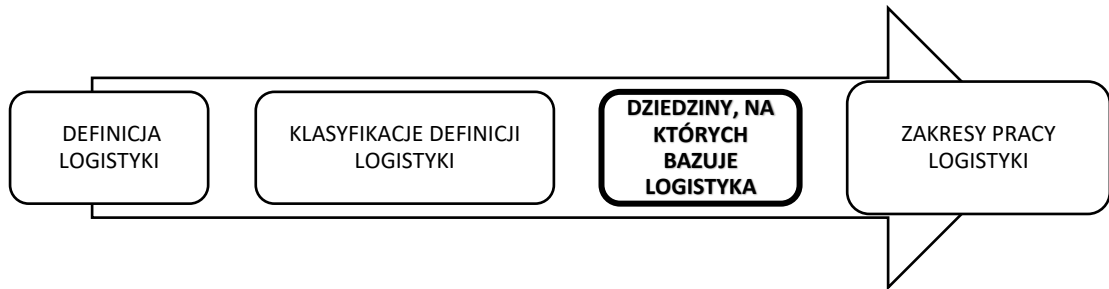 DEFINICJA
LOGISTYKI
KLASYFIKACJE DEFINICJI
LOGISTYKI
DZIEDZINY, NA
KTÓRYCH
BAZUJE
LOGISTYKA
ZAKRESY PRACY
LOGISTYKI